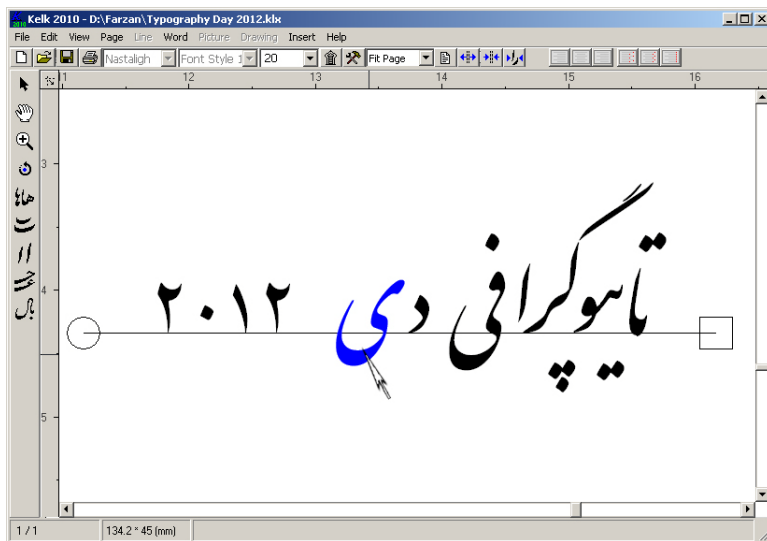 Kelk 2010 - D:\Farzan\Typography Day 2012.klx
File Edit View Page Line Word Picture Drawing Insert Help
Nastaligh Font Style 1 20 Fit Page
11 12 13 14 15 16
3
4
5
تایپوگرافی دی ۲۰۱۲
1 / 1 134.2 * 45 (mm)